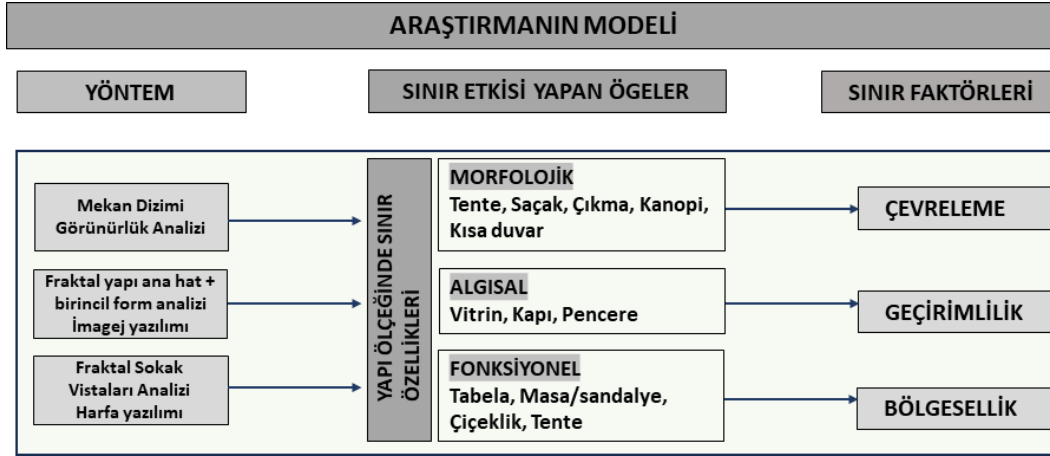 ARAŞTIRMANIN MODELİ
YÖNTEM
SINIR ETKİSİ YAPAN ÖGELER
SINIR FAKTÖRLERİ
Mekan Dizimi
Görünürlük Analizi
Fraktal yapı ana hat +
birincil form analizi
İmagej yazılımı
Fraktal Sokak
Vistaları Analizi
Harfa yazılımı
YAPI ÖLÇEĞİNDE SINIR
ÖZELLİKLERİ
MORFOLOJİK
Tente, Saçak, Çıkma, Kanopi,
Kısa duvar
ALGISAL
Vitrin, Kapı, Pencere
FONKSİYONEL
Tabela, Masa/sandalye,
Çiçeklik, Tente
ÇEVRELEME
GEÇİRİMLİLİK
BÖLGESELLİK